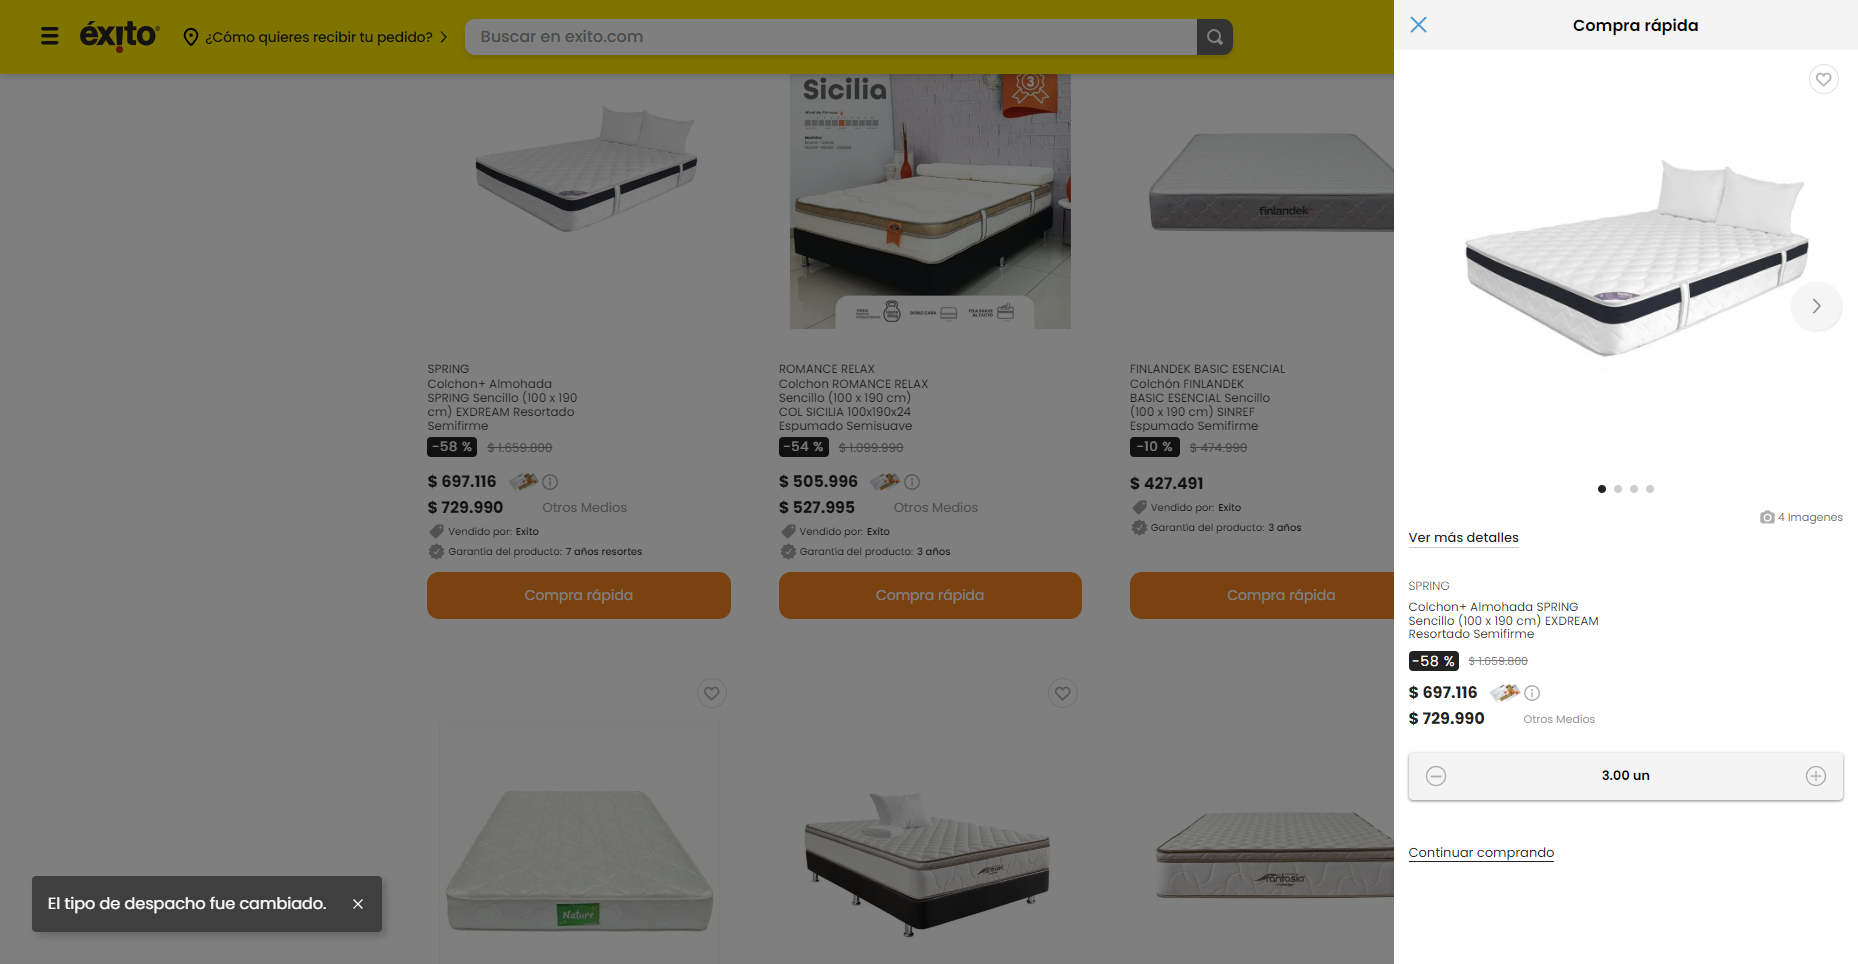 éxito
¿Cómo quieres recibir tu pedido?
Buscar en exito.com
Sicilia
3
finlandek
SPRING
Colchon+ Almohada
SPRING Sencillo (100 x 190
cm) EXDREAM Resortado
Semifirme
-58 % $ 1.659.800
$ 697.116
$ 729.990 Otros Medios
Vendido por: Exito
Garantía del producto: 7 años resortes
Compra rápida
ROMANCE RELAX
Colchon ROMANCE RELAX
Sencillo (100 x 190 cm)
COL SICILIA 100x190x24
Espumado Semisuave
-54 % $ 1.099.990
$ 505.996
$ 527.995 Otros Medios
Vendido por: Exito
Garantía del producto: 3 años
Compra rápida
FINLANDEK BASIC ESENCIAL
Colchón FINLANDEK
BASIC ESENCIAL Sencillo
(100 x 190 cm) SINREF
Espumado Semifirme
-10 % $ 474.990
$ 427.491
Vendido por: Exito
Garantía del producto: 3 años
Compra rápida
Nature
fantasia
fantasia
El tipo de despacho fue cambiado.
Compra rápida
4 Imagenes
Ver más detalles
SPRING
Colchon+ Almohada SPRING
Sencillo (100 x 190 cm) EXDREAM
Resortado Semifirme
-58 % $ 1.659.800
$ 697.116
$ 729.990 Otros Medios
3.00 un
Continuar comprando